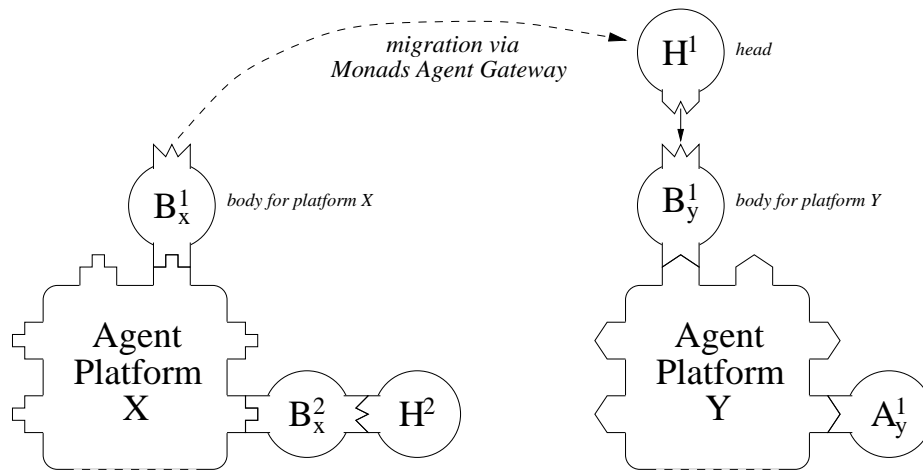 migration via
Monads Agent Gateway
H¹
head
B¹ₓ
body for platform X
B¹y
body for platform Y
Agent
Platform
X
B²ₓ
H²
Agent
Platform
Y
A¹y